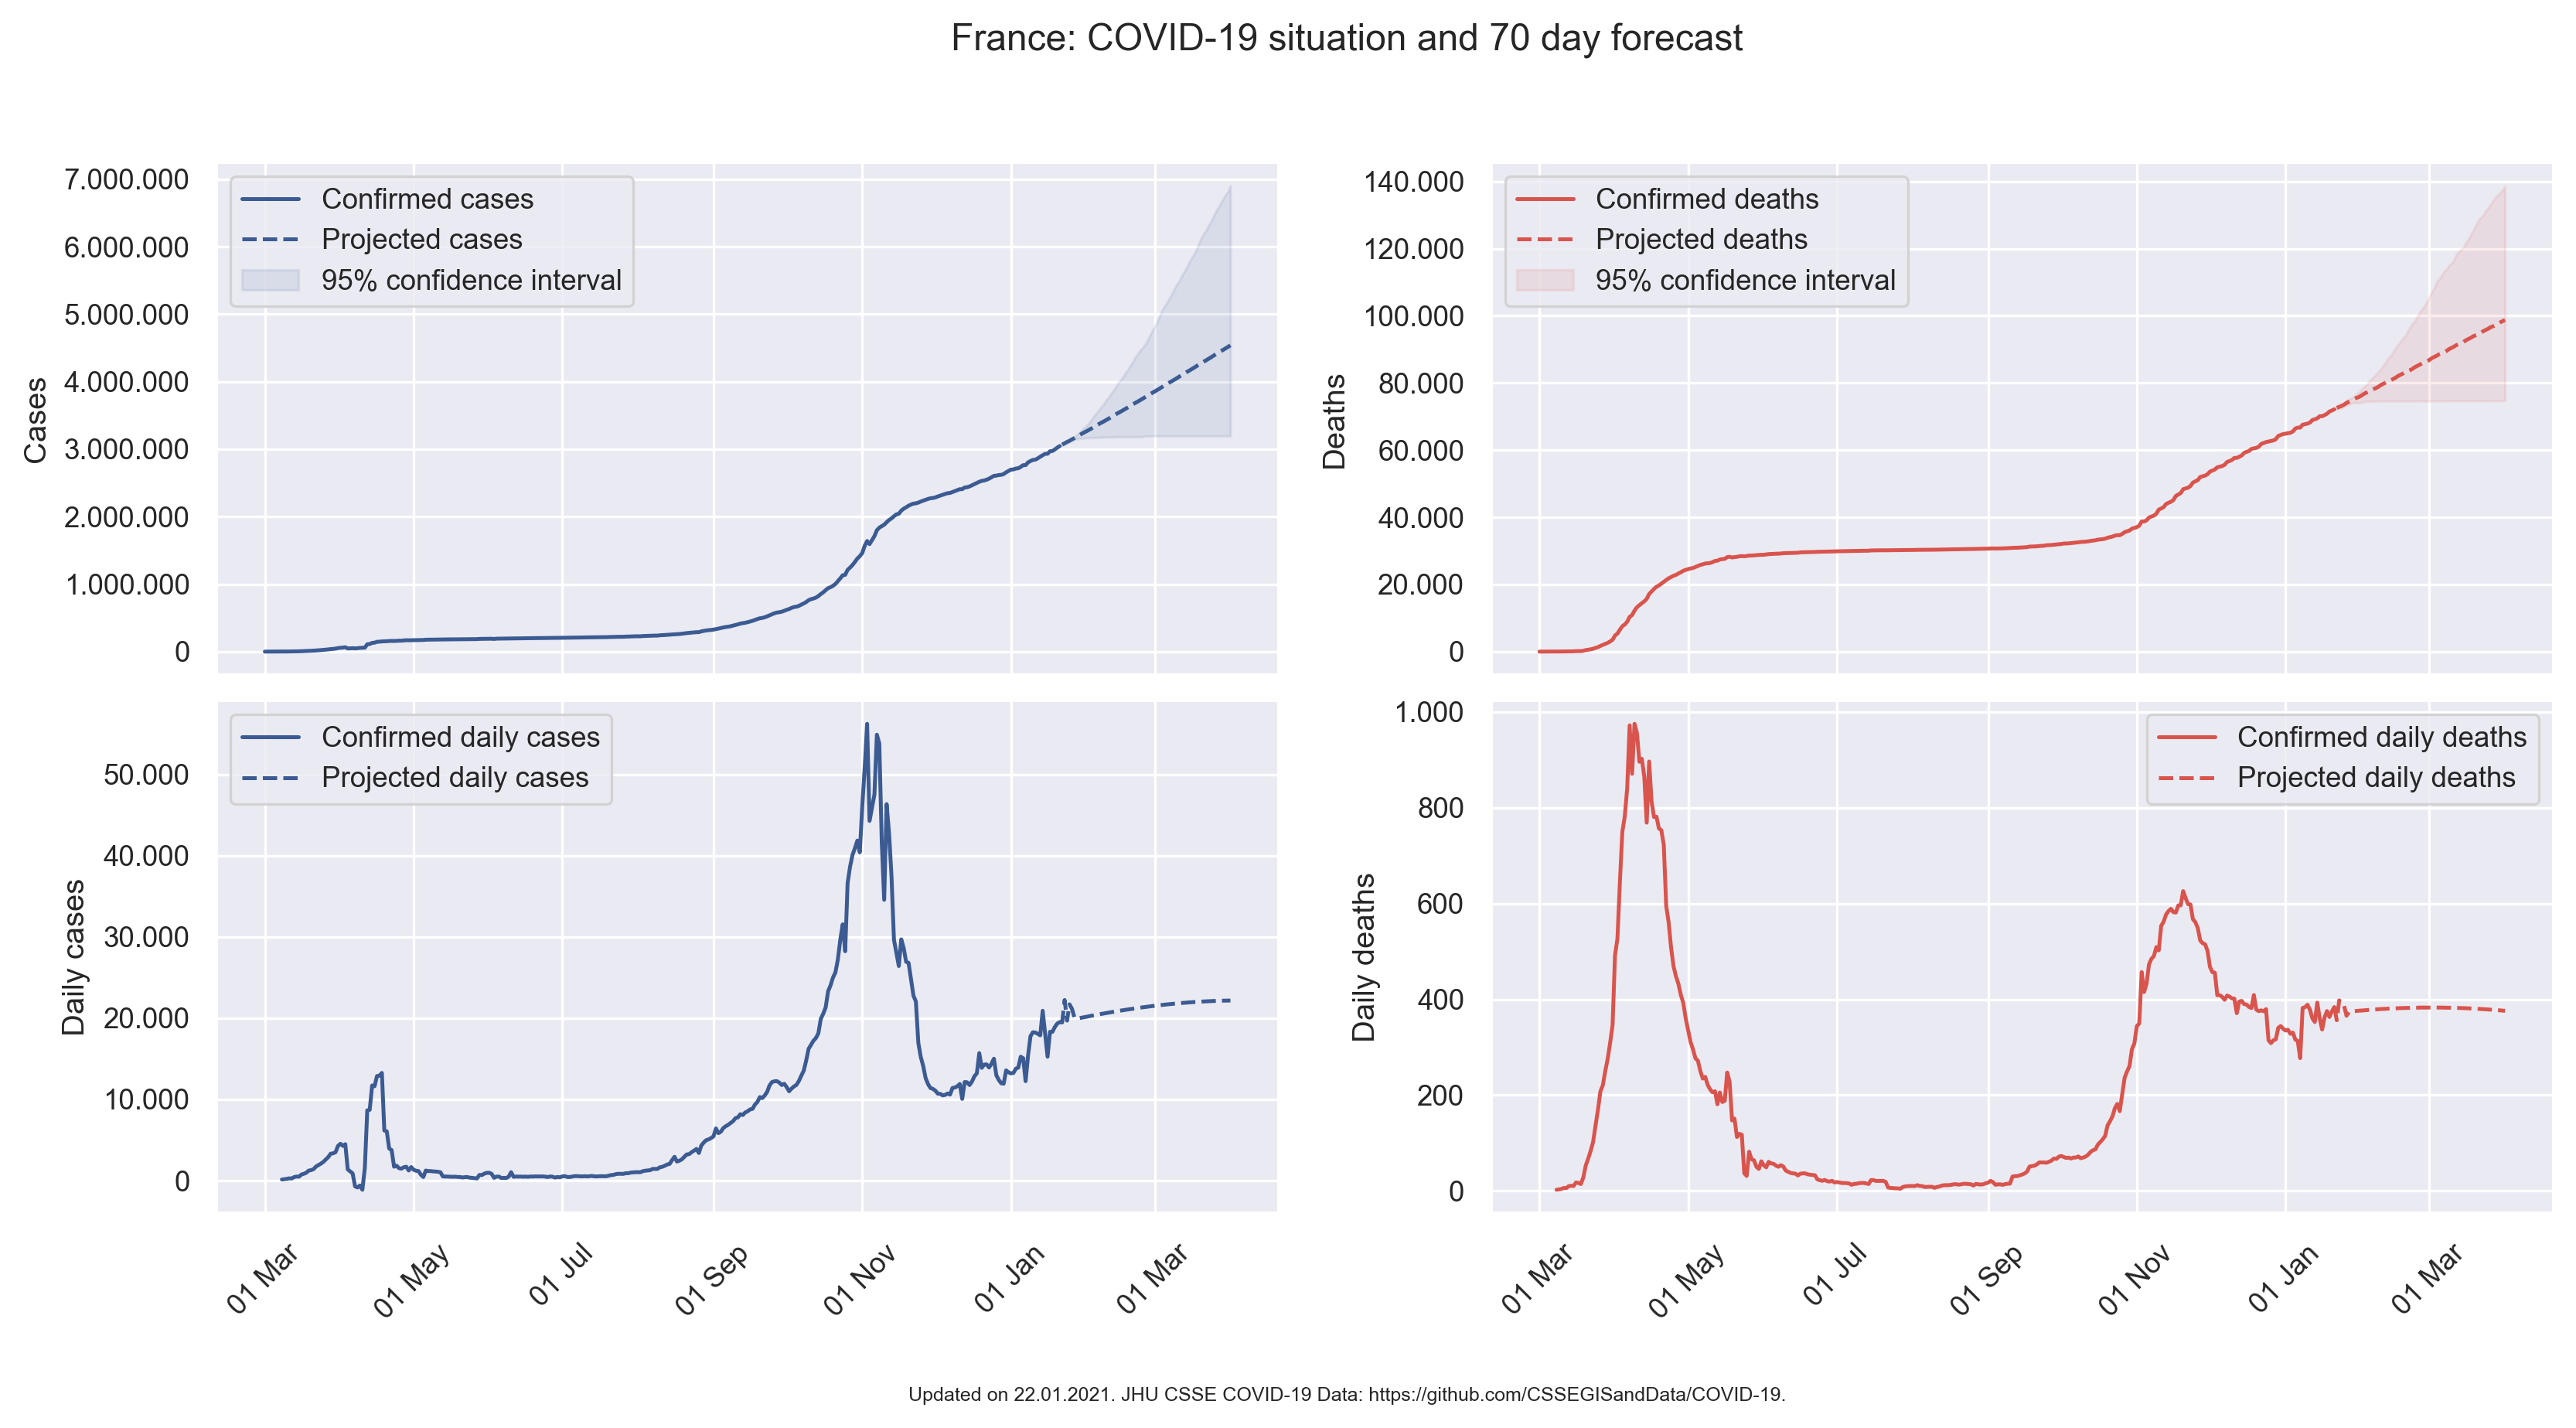 France: COVID-19 situation and 70 day forecast
Cases
7.000.000
6.000.000
5.000.000
4.000.000
3.000.000
2.000.000
1.000.000
0
Confirmed cases
Projected cases
95% confidence interval
Deaths
140.000
120.000
100.000
80.000
60.000
40.000
20.000
0
Confirmed deaths
Projected deaths
95% confidence interval
Daily cases
50.000
40.000
30.000
20.000
10.000
0
Confirmed daily cases
Projected daily cases
01 Mar
01 May
01 Jul
01 Sep
01 Nov
01 Jan
01 Mar
Daily deaths
1.000
800
600
400
200
0
Confirmed daily deaths
Projected daily deaths
01 Mar
01 May
01 Jul
01 Sep
01 Nov
01 Jan
01 Mar
Updated on 22.01.2021. JHU CSSE COVID-19 Data: https://github.com/CSSEGISandData/COVID-19.